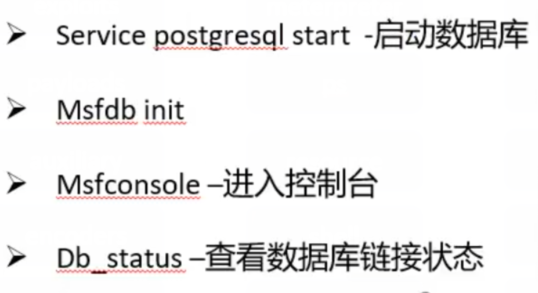 ➢ Service postgresql start -启动数据库
➢ Msfdb init
➢ Msfconsole –进入控制台
➢ Db_status –查看数据库链接状态